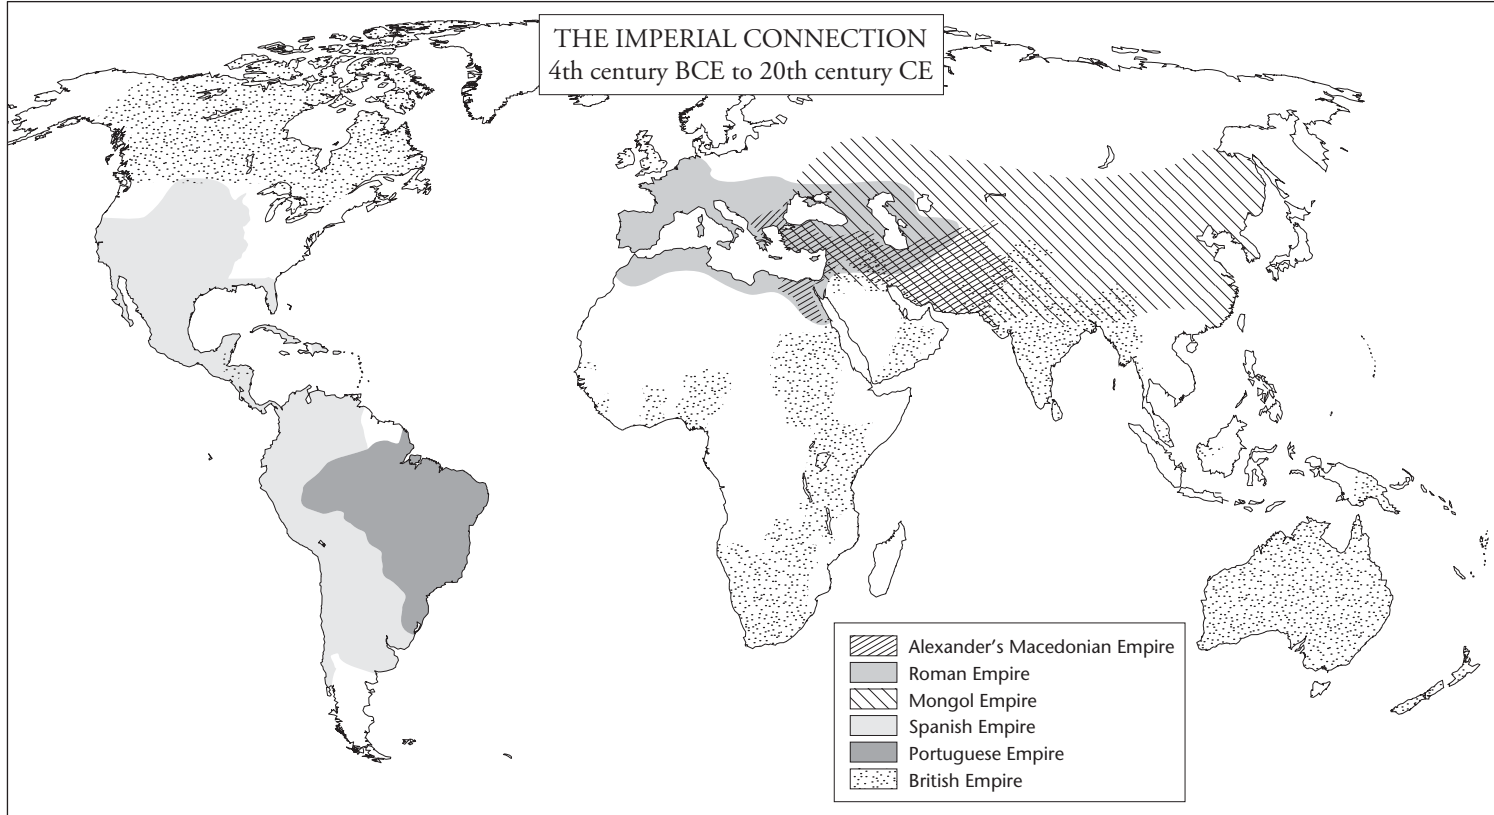 THE IMPERIAL CONNECTION
4th century BCE to 20th century CE
Alexander’s Macedonian Empire
Roman Empire
Mongol Empire
Spanish Empire
Portuguese Empire
British Empire